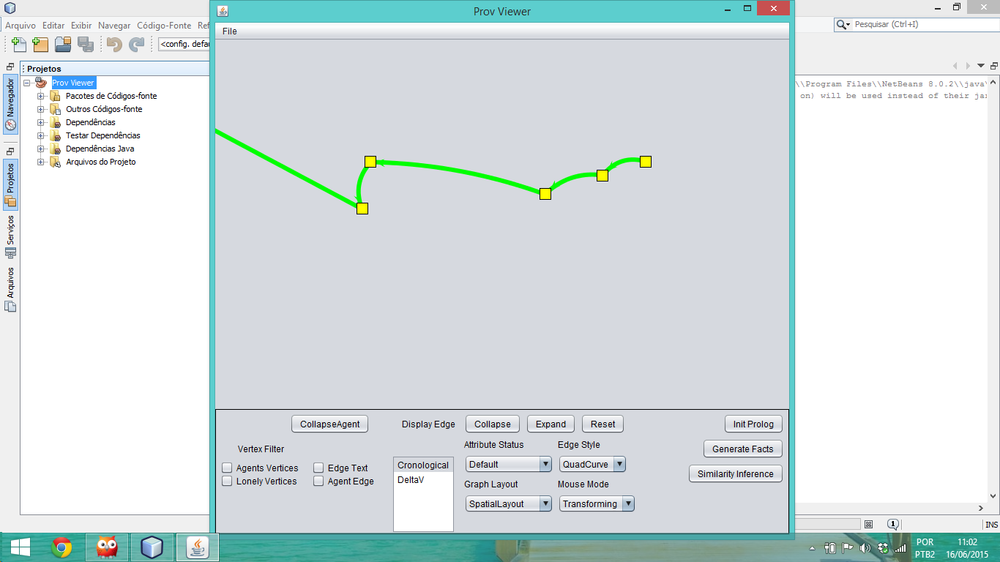 Prov Viewer
Arquivo Editar Exibir Navegar Código-Fonte Ref
Pesquisar (Ctrl+I)
File
<config. defau
Projetos
Navegador
Projetos
Serviços
Arquivos
Prov Viewer
Pacotes de Códigos-fonte
Outros Códigos-fonte
Dependências
Testar Dependências
Dependências Java
Arquivos do Projeto
\\Program Files\\NetBeans 8.0.2\\java\
on) will be used instead of their jar
CollapseAgent
Display Edge
Collapse
Expand
Reset
Init Prolog
Vertex Filter
Attribute Status
Edge Style
Generate Facts
Agents Vertices
Edge Text
Cronological
Default
QuadCurve
Similarity Inference
Lonely Vertices
Agent Edge
DeltaV
Graph Layout
Mouse Mode
SpatialLayout
Transforming
1
INS
POR
PTB2
11:02
16/06/2015